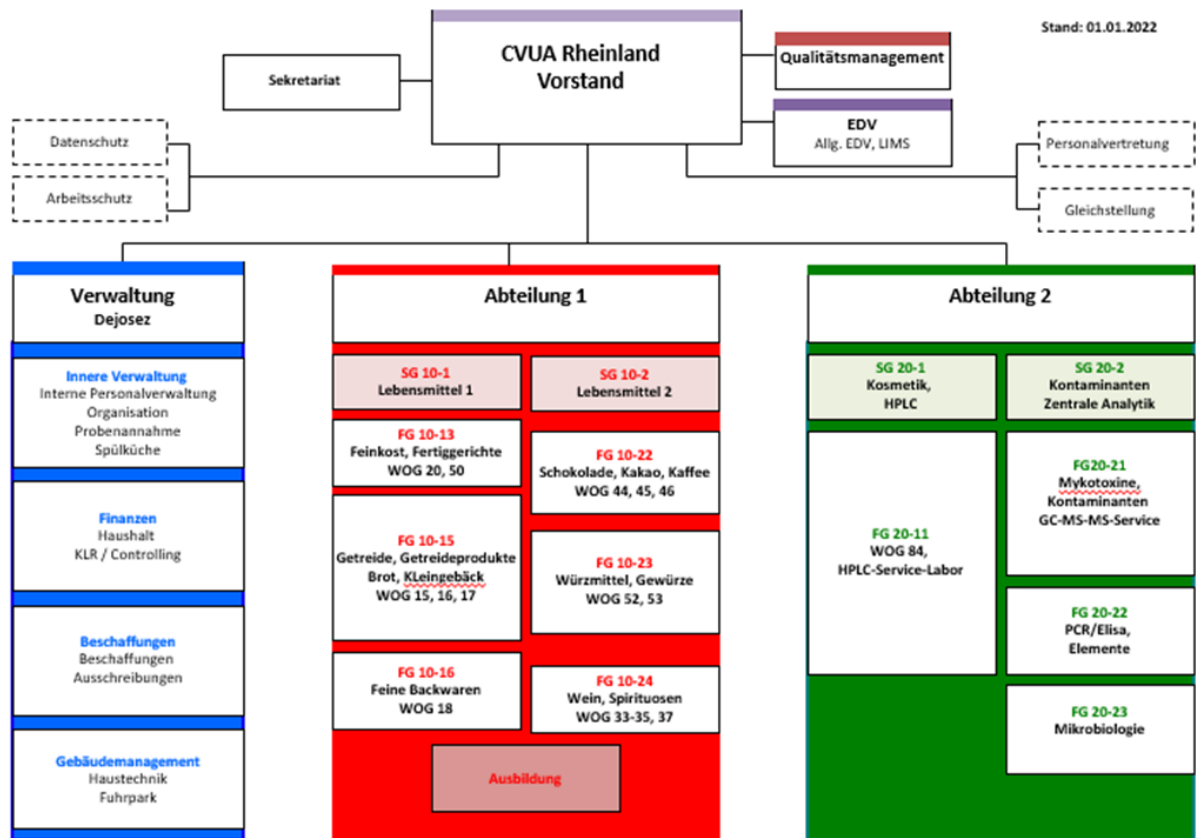 Stand: 01.01.2022
CVUA Rheinland
Vorstand
Sekretariat
Qualitätsmanagement
EDV
Allg. EDV, LIMS
Datenschutz
Arbeitsschutz
Personalvertretung
Gleichstellung
Verwaltung
Dejosez
Innere Verwaltung
Interne Personalverwaltung
Organisation
Probenannahme
Spülküche
Finanzen
Haushalt
KLR / Controlling
Beschaffungen
Beschaffungen
Ausschreibungen
Gebäudemanagement
Haustechnik
Fuhrpark
Abteilung 1
SG 10-1
Lebensmittel 1
FG 10-13
Feinkost, Fertiggerichte
WOG 20, 50
FG 10-15
Getreide, Getreideprodukte
Brot, KLeingebäck
WOG 15, 16, 17
FG 10-16
Feine Backwaren
WOG 18
SG 10-2
Lebensmittel 2
FG 10-22
Schokolade, Kakao, Kaffee
WOG 44, 45, 46
FG 10-23
Würzmittel, Gewürze
WOG 52, 53
FG 10-24
Wein, Spirituosen
WOG 33-35, 37
Ausbildung
Abteilung 2
SG 20-1
Kosmetik,
HPLC
FG 20-11
WOG 84,
HPLC-Service-Labor
SG 20-2
Kontaminanten
Zentrale Analytik
FG20-21
Mykotoxine,
Kontaminanten
GC-MS-MS-Service
FG 20-22
PCR/Elisa,
Elemente
FG 20-23
Mikrobiologie